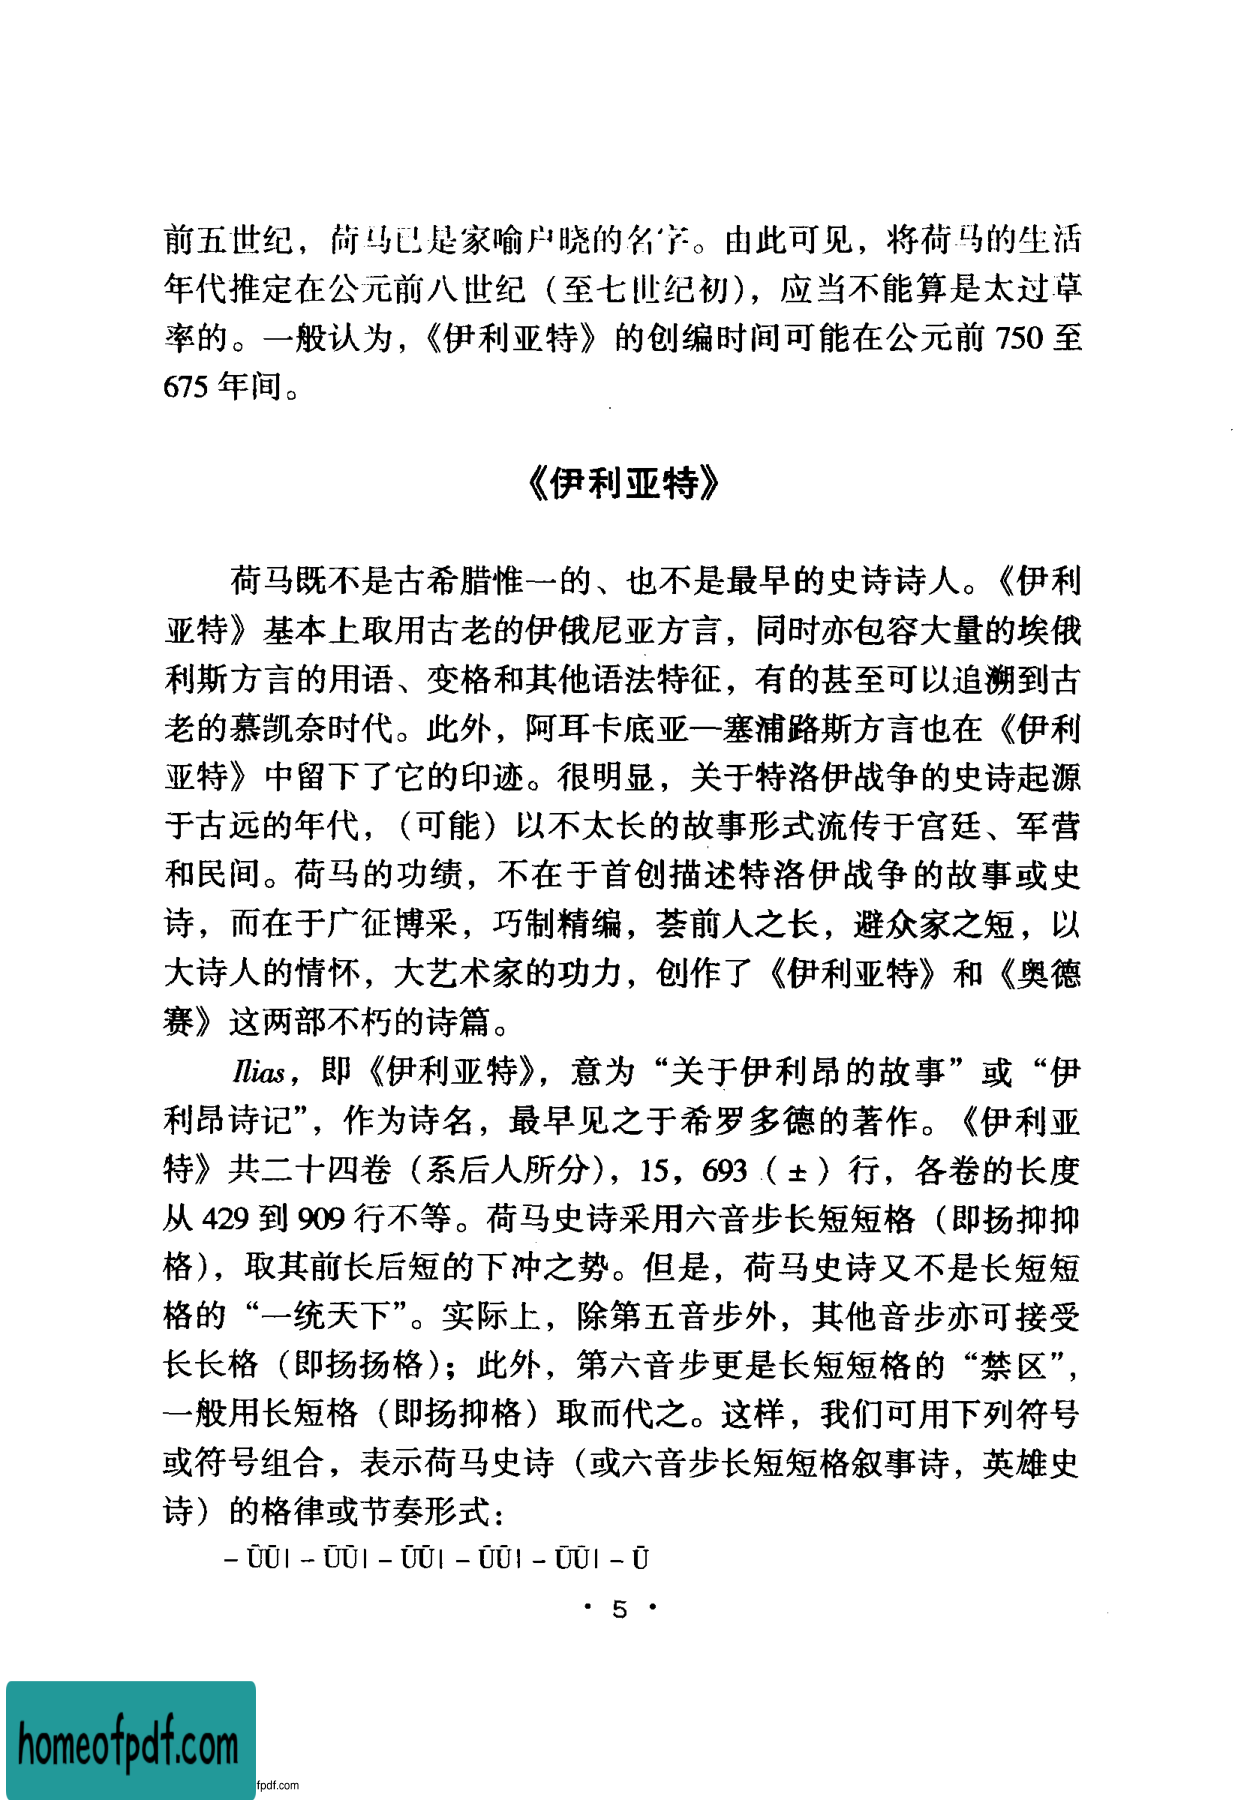 前五世纪，荷马已是家喻户晓的名字。由此可见，将荷马的生活
年代推定在公元前八世纪（至七世纪初），应当不能算是太过草
率的。一般认为，《伊利亚特》的创编时间可能在公元前 750 至
675 年间。
《伊利亚特》
荷马既不是古希腊惟一的、也不是最早的史诗诗人。《伊利
亚特》基本上取用古老的伊俄尼亚方言，同时亦包容大量的埃俄
利斯方言的用语、变格和其他语法特征，有的甚至可以追溯到古
老的慕凯奈时代。此外，阿耳卡底亚—塞浦路斯方言也在《伊利
亚特》中留下了它的印迹。很明显，关于特洛伊战争的史诗起源
于古远的年代，（可能）以不太长的故事形式流传于宫廷、军营
和民间。荷马的功绩，不在于首创描述特洛伊战争的故事或史
诗，而在于广征博采，巧制精编，荟前人之长，避众家之短，以
大诗人的情怀，大艺术家的功力，创作了《伊利亚特》和《奥德
赛》这两部不朽的诗篇。
Ilias，即《伊利亚特》，意为“关于伊利昂的故事”或“伊
利昂诗记”，作为诗名，最早见之于希罗多德的著作。《伊利亚
特》共二十四卷（系后人所分），15，693（±）行，各卷的长度
从 429 到 909 行不等。荷马史诗采用六音步长短短格（即扬抑抑
格），取其前长后短的下冲之势。但是，荷马史诗又不是长短短
格的“一统天下”。实际上，除第五音步外，其他音步亦可接受
长长格（即扬扬格）；此外，第六音步更是长短短格的“禁区”，
一般用长短格（即扬抑格）取而代之。这样，我们可用下列符号
或符号组合，表示荷马史诗（或六音步长短短格叙事诗，英雄史
诗）的格律或节奏形式：
– ŪŪ | – ŪŪ | – ŪŪ | – ŪŪ | – ŪŪ | – Ū
· 5 ·
homeofpdf.com
fpdf.com